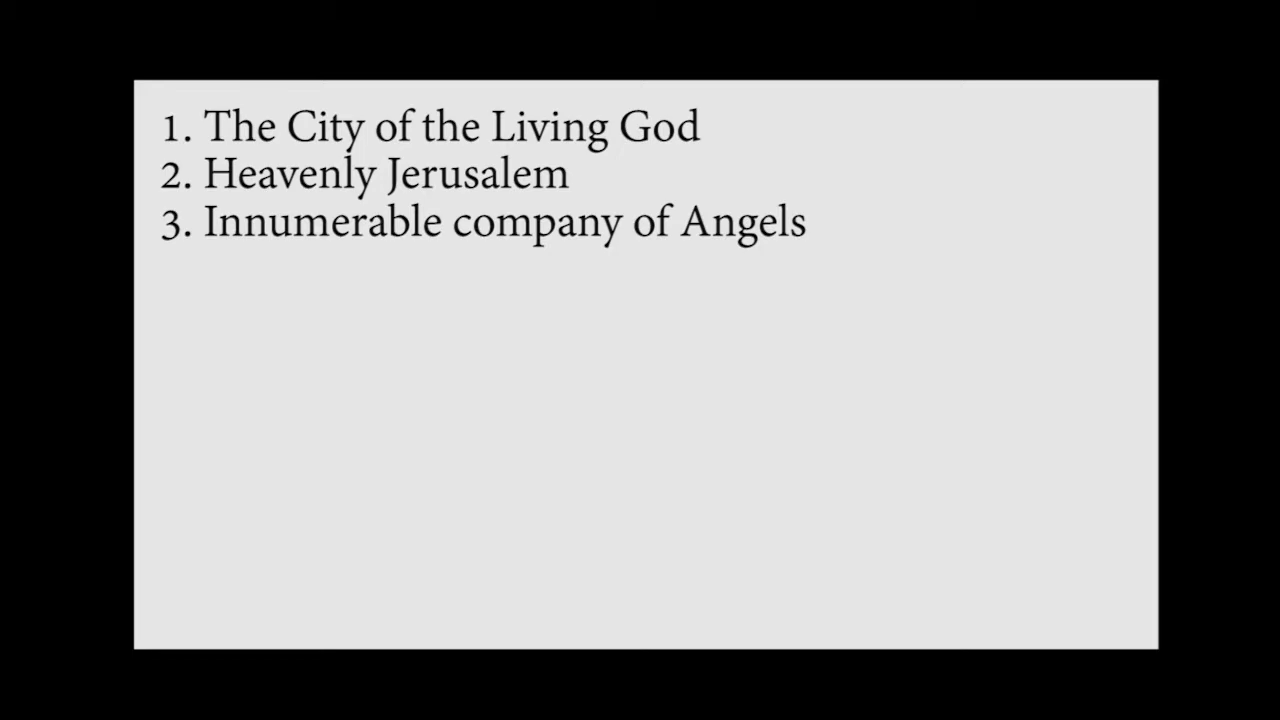 1. The City of the Living God
2. Heavenly Jerusalem
3. Innumerable company of Angels